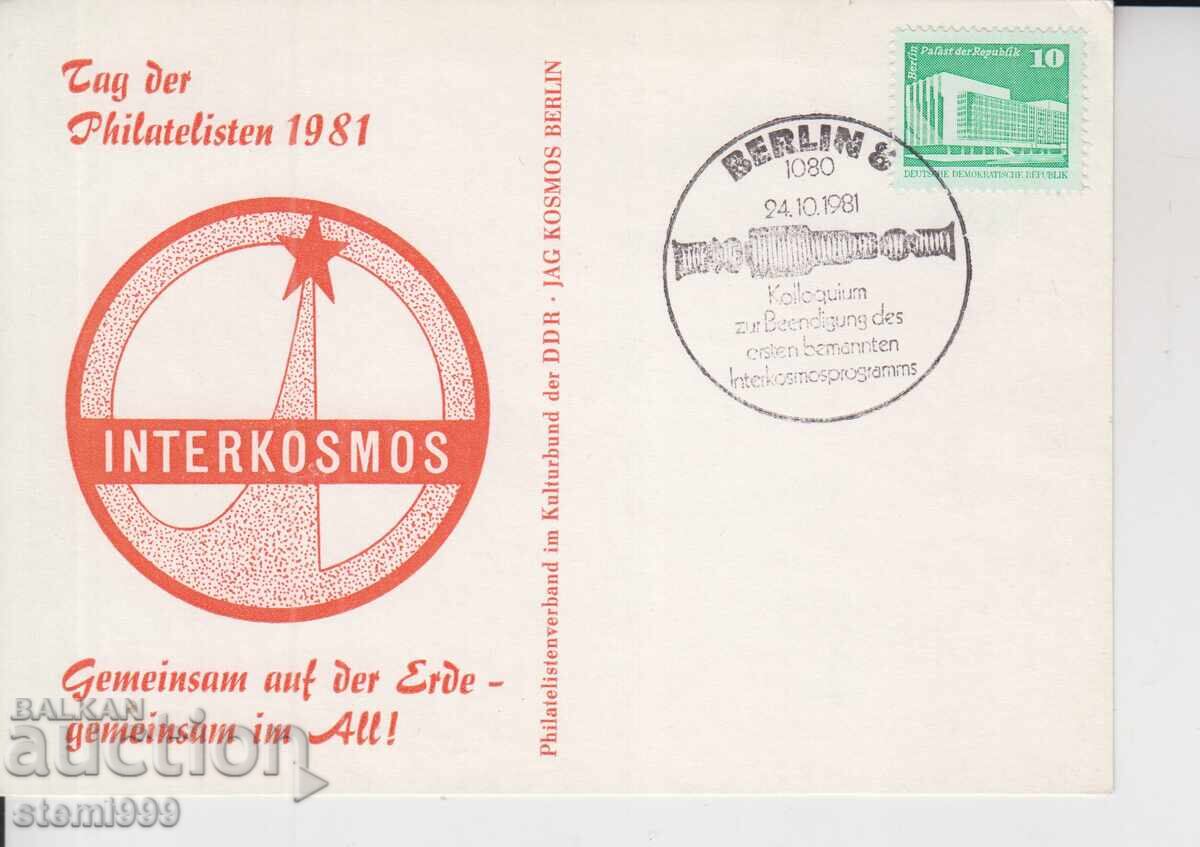 Tag der
Philatelisten 1981
INTERKOSMOS
Gemeinsam auf der Erde -
gemeinsam im All!
Philatelistenverband im Kulturbund der DDR · JAG KOSMOS BERLIN
BERLIN 8
1080
24.10.1981
Kolloquium
zur Beendigung des
ersten bemannten
Interkosmosprogramms
Berlin Palast der Republik 10
DEUTSCHE DEMOKRATISCHE REPUBLIK
BALKAN
auction
stemi999